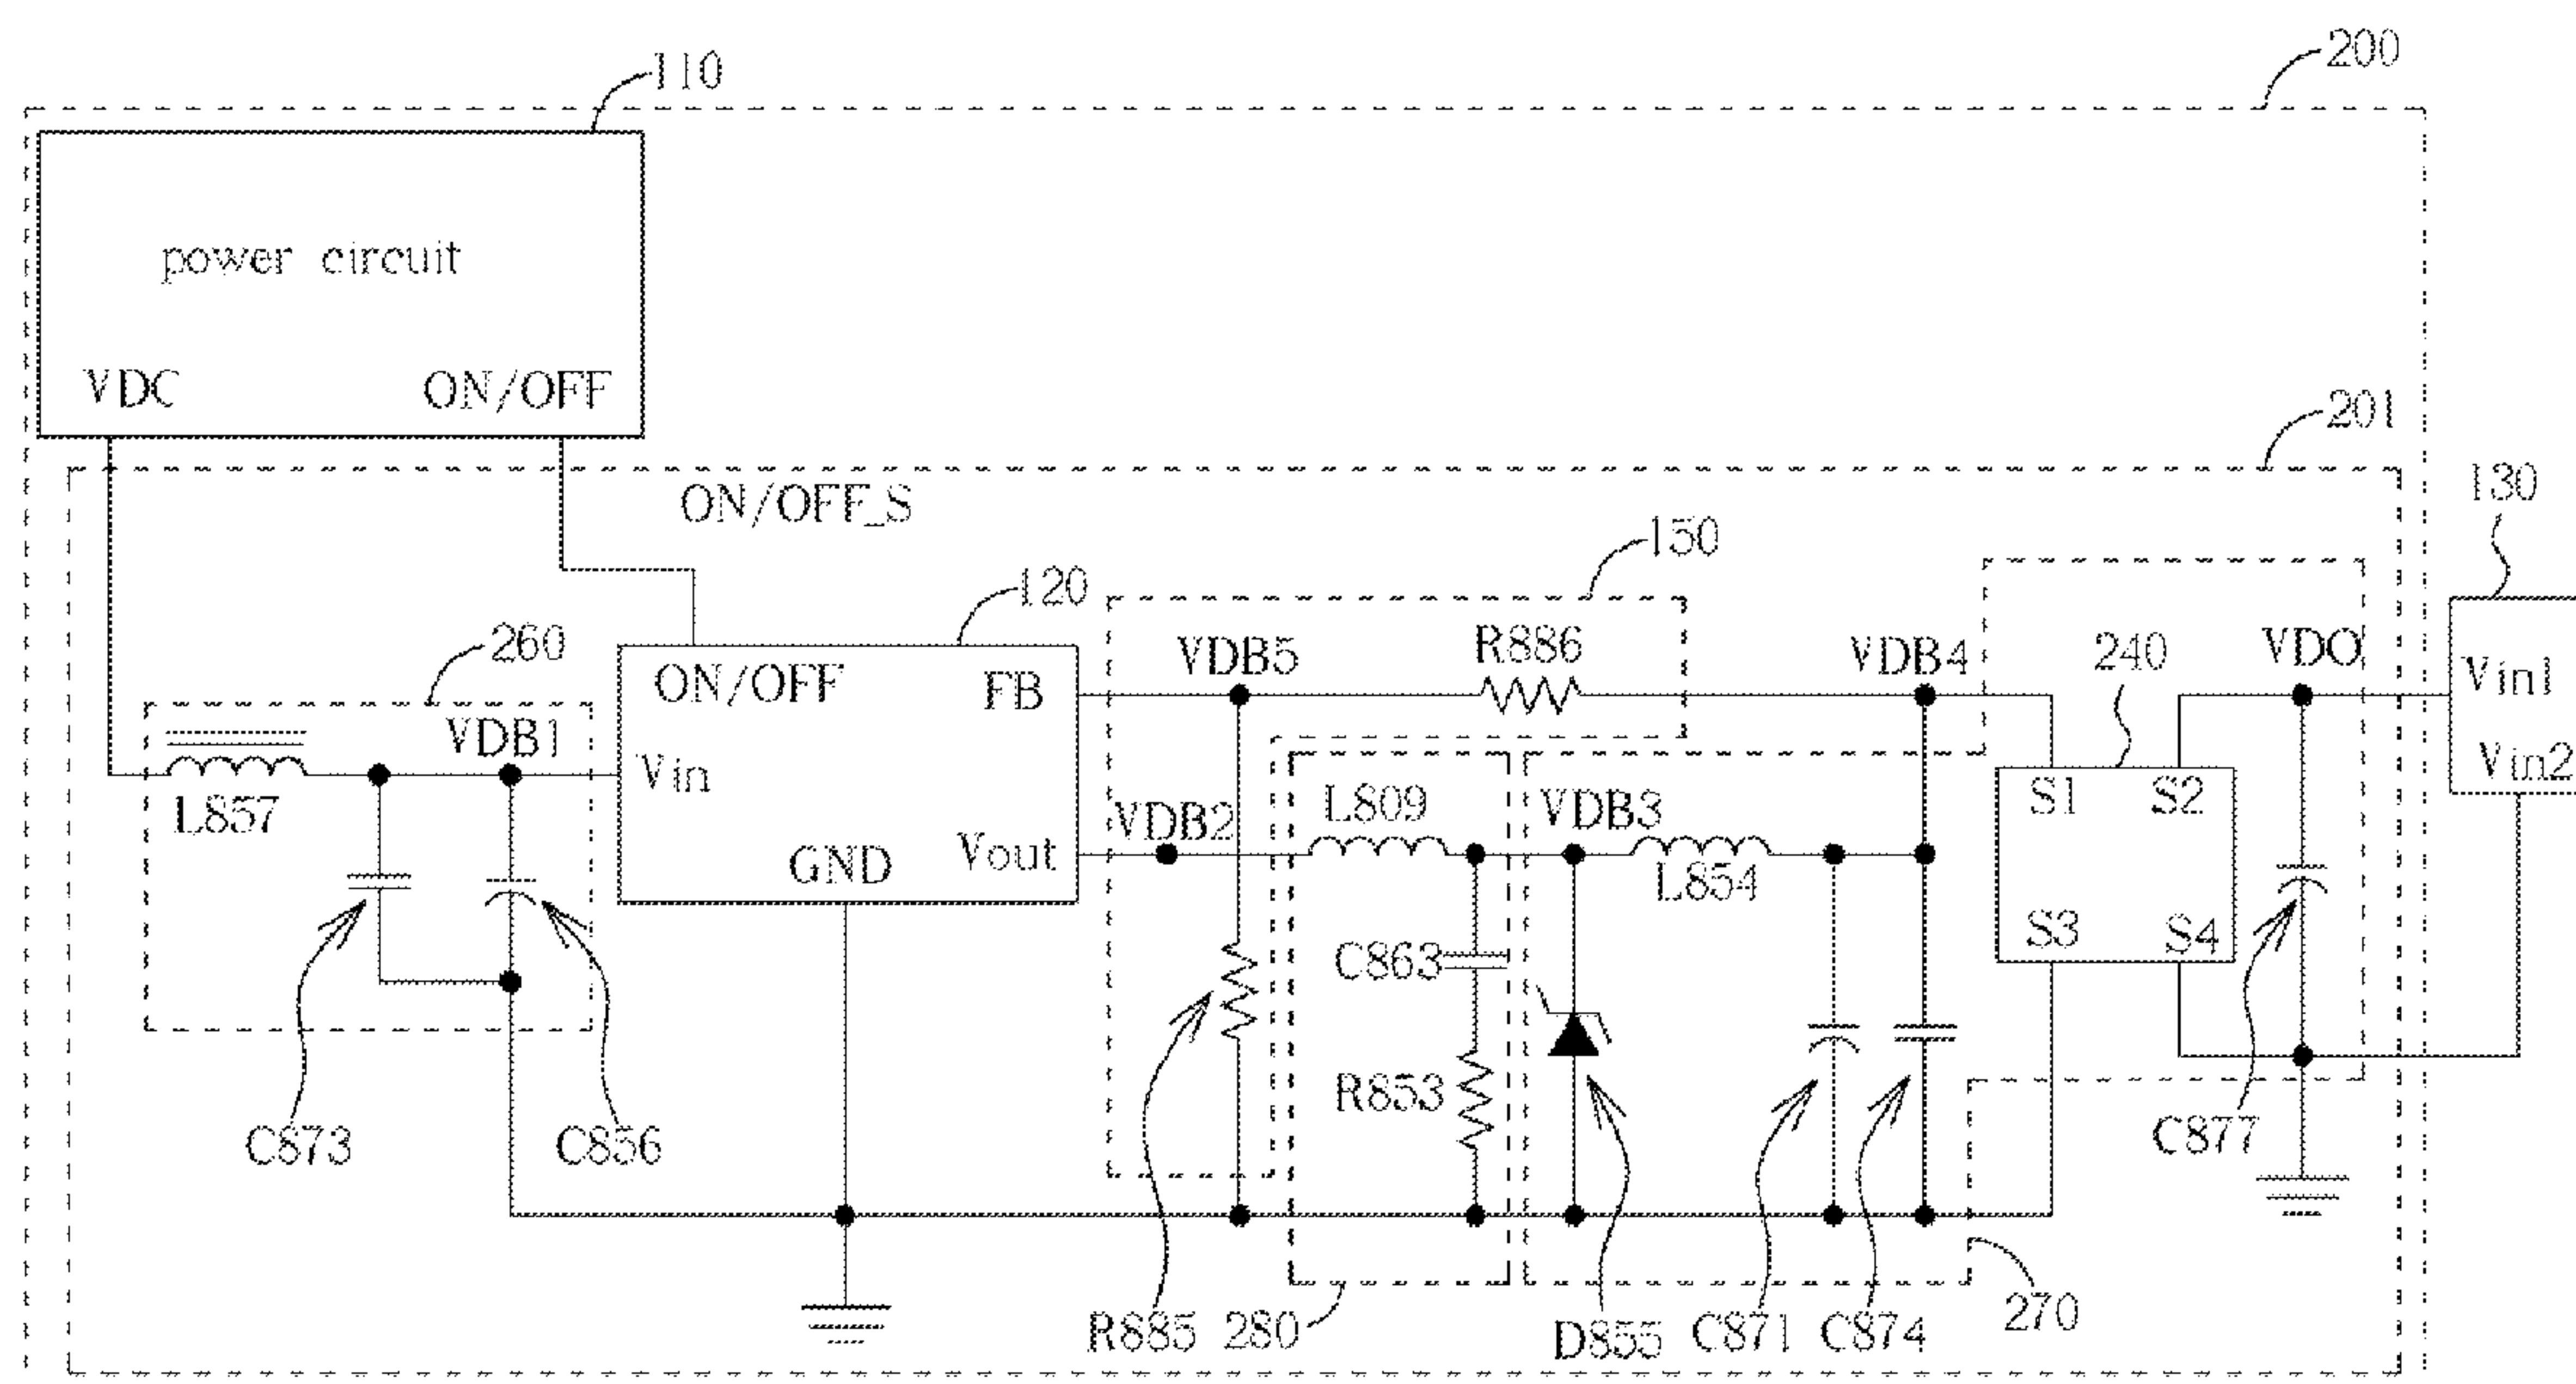 200
110
power circuit
VDC ON/OFF
201
ON/OFF_S
130
150
120
260
VDB5 R886 VDB4 240 VDO
ON/OFF FB Vin1
VDB1
Vin Vin2
L857 L809 VDB3 S1 S2
VDB2
GND Vout L854
S3 S4
C863
R853
C873 C856 C877
R885 280 D855 C871 C874 270